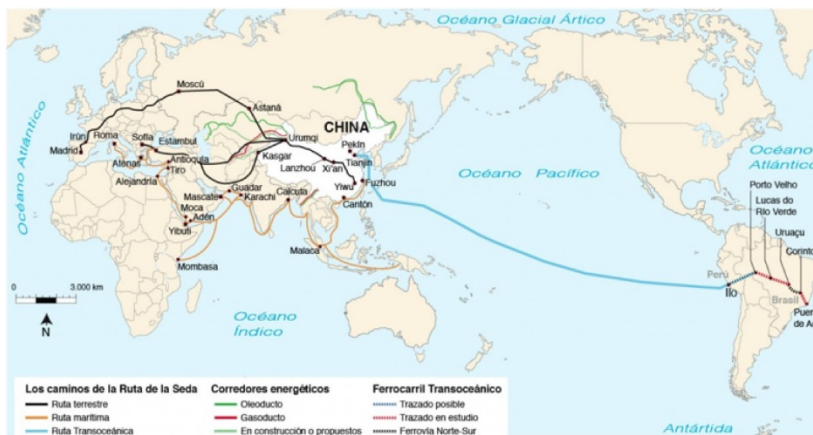 Océano Glacial Ártico
Océano Atlántico
Moscú
Astaná
Irún
Roma
Sofía
Estambul
Urumqi
CHINA
Pekín
Madrid
Atenas
Antioquía
Tiro
Kasgar
Lanzhou
Xi'an
Tianjin
Alejandría
Yiwu
Fuzhou
Guadar
Karachi
Calcuta
Cantón
Mascate
Moca
Adén
Yibuti
Malaca
Mombasa
Océano Pacífico
Océano
Atlántico
Porto Velho
Lucas do
Río Verde
Uruaçu
Corinto
Perú
Ilo
Brasil
Puer
de A
0
3.000 km
N
Océano
Índico
Antártida
Los caminos de la Ruta de la Seda
Ruta terrestre
Ruta marítima
Ruta Transoceánica
Corredores energéticos
Oleoducto
Gasoducto
En construcción o propuestos
Ferrocarril Transoceánico
Trazado posible
Trazado en estudio
Ferrovía Norte-Sur